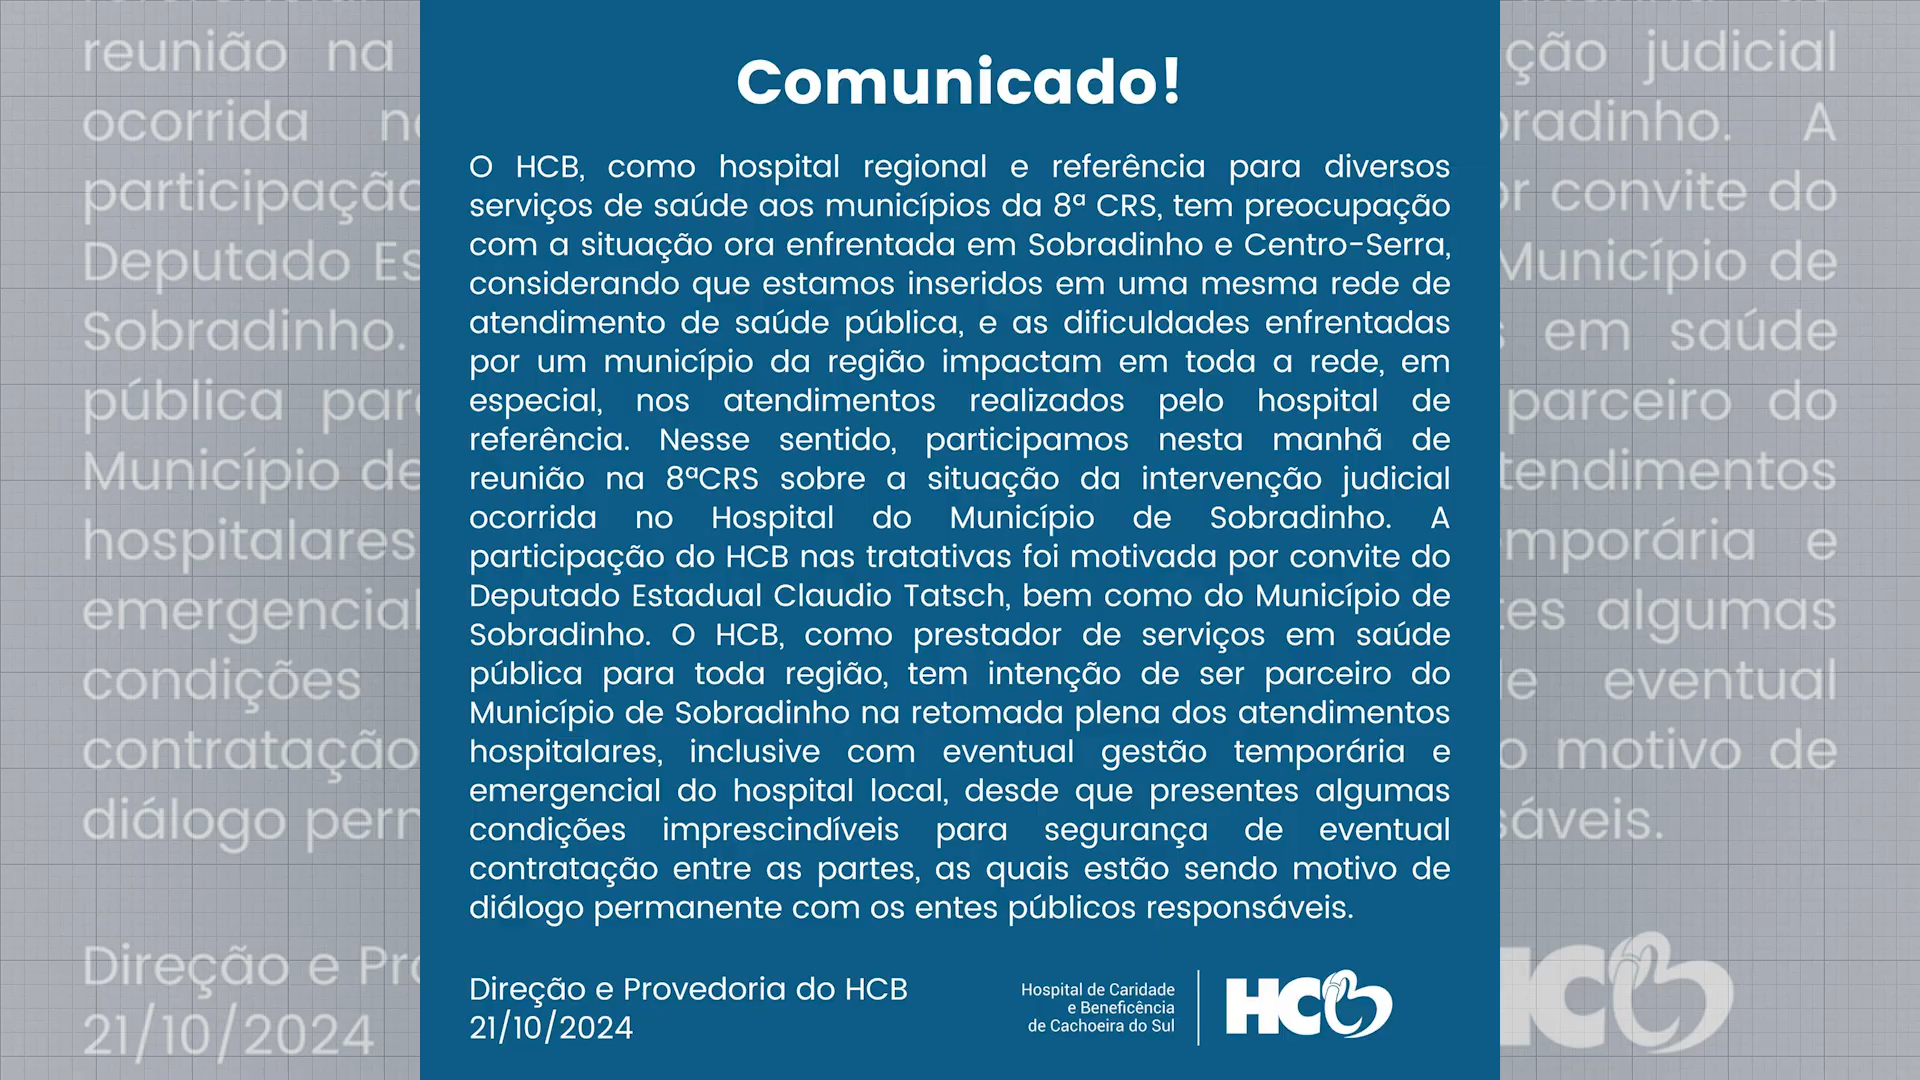 Comunicado!
O HCB, como hospital regional e referência para diversos
serviços de saúde aos municípios da 8ª CRS, tem preocupação
com a situação ora enfrentada em Sobradinho e Centro-Serra,
considerando que estamos inseridos em uma mesma rede de
atendimento de saúde pública, e as dificuldades enfrentadas
por um município da região impactam em toda a rede, em
especial, nos atendimentos realizados pelo hospital de
referência. Nesse sentido, participamos nesta manhã de
reunião na 8ªCRS sobre a situação da intervenção judicial
ocorrida no Hospital do Município de Sobradinho. A
participação do HCB nas tratativas foi motivada por convite do
Deputado Estadual Claudio Tatsch, bem como do Município de
Sobradinho. O HCB, como prestador de serviços em saúde
pública para toda região, tem intenção de ser parceiro do
Município de Sobradinho na retomada plena dos atendimentos
hospitalares, inclusive com eventual gestão temporária e
emergencial do hospital local, desde que presentes algumas
condições imprescindíveis para segurança de eventual
contratação entre as partes, as quais estão sendo motivo de
diálogo permanente com os entes públicos responsáveis.
Direção e Provedoria do HCB
21/10/2024
Hospital de Caridade
e Beneficência
de Cachoeira do Sul
HCB